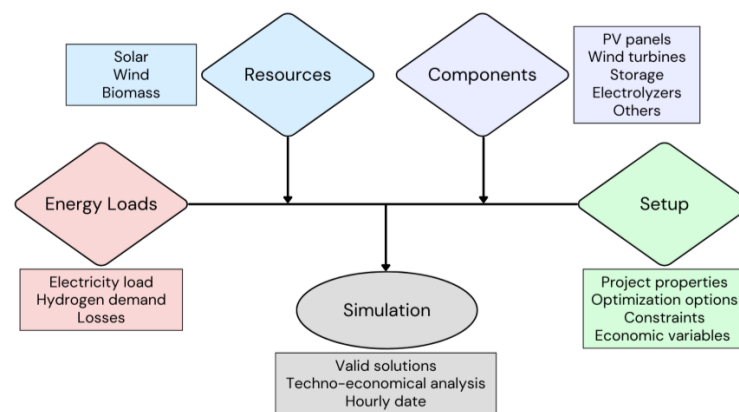 Solar
Wind
Biomass
Resources
Components
PV panels
Wind turbines
Storage
Electrolyzers
Others
Energy Loads
Setup
Electricity load
Hydrogen demand
Losses
Simulation
Project properties
Optimization options
Constraints
Economic variables
Valid solutions
Techno-economical analysis
Hourly date